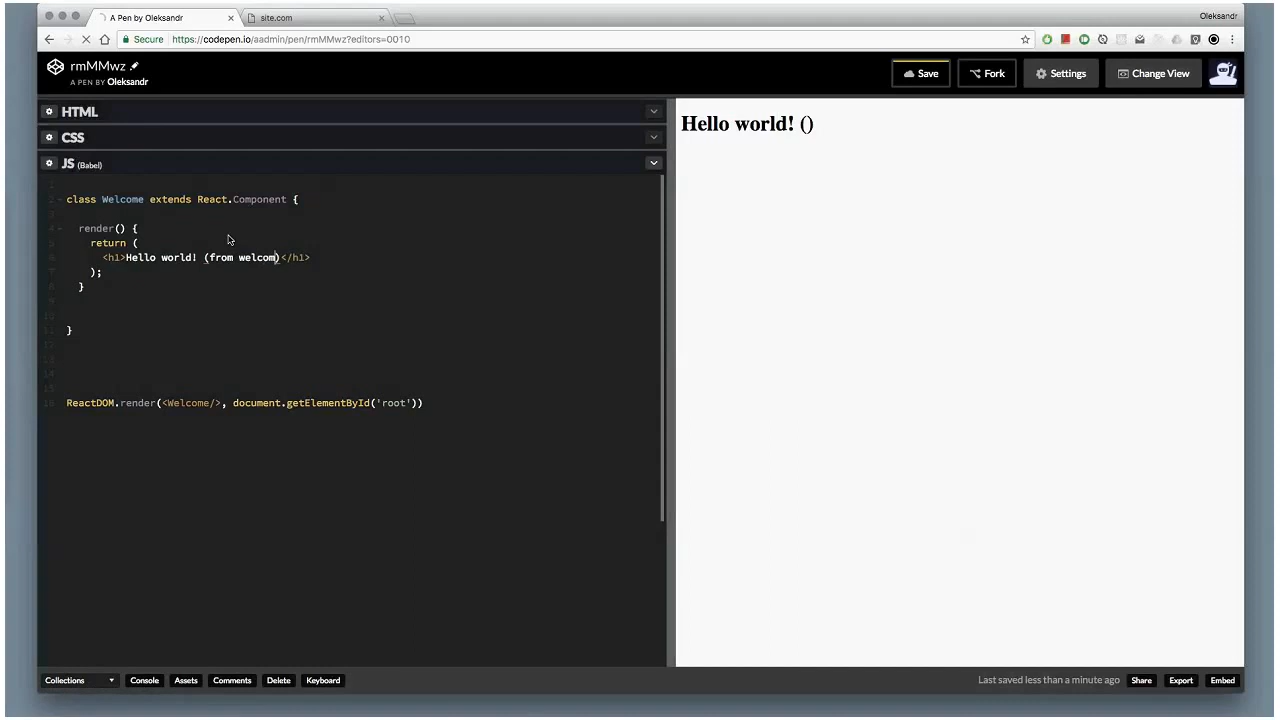 A Pen by Oleksandr
site.com
Oleksandr
Secure
https://codepen.io/aadmin/pen/rmMMwz?editors=0010
rmMMwz
A PEN BY Oleksandr
Save
Fork
Settings
Change View
HTML
CSS
JS (Babel)
Hello world! ()
class Welcome extends React.Component {
render() {
return (
<h1>Hello world! (from welcom)</h1>
);
}
}
ReactDOM.render(<Welcome/>, document.getElementById('root'))
Collections
Console
Assets
Comments
Delete
Keyboard
Last saved less than a minute ago
Share
Export
Embed